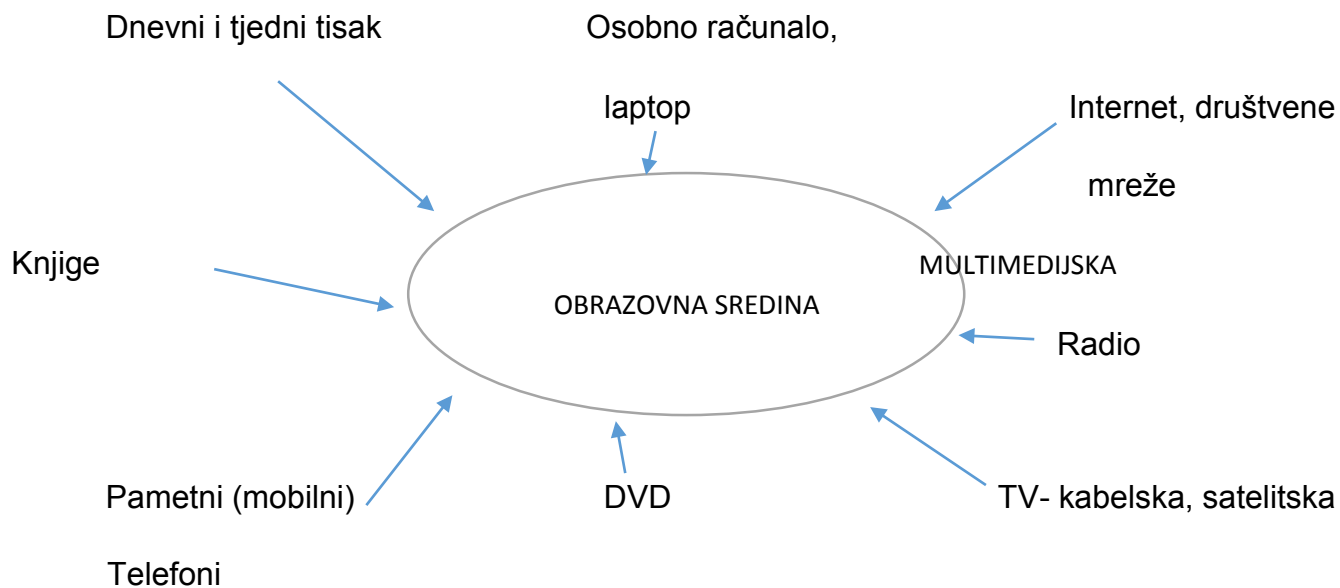 Dnevni i tjedni tisak
Osobno računalo,
laptop
Internet, društvene
mreže
Knjige
MULTIMEDIJSKA
OBRAZOVNA SREDINA
Radio
Pametni (mobilni)
Telefoni
DVD
TV- kabelska, satelitska